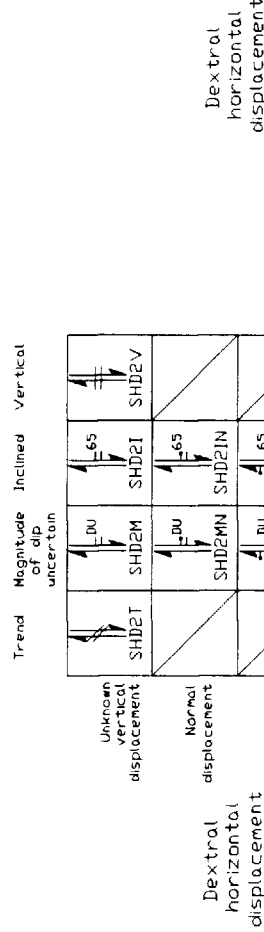 Trend
Magnitude
of dip
uncertain
Inclined
Vertical
Dextral
horizontal
displacement
Unknown
vertical
displacement
SHD2T
DU
SHD2M
65
SHD2I
SHD2V
Normal
displacement
DU
SHD2MN
65
SHD2IN
DU
65
Dextral
horizontal
displacement